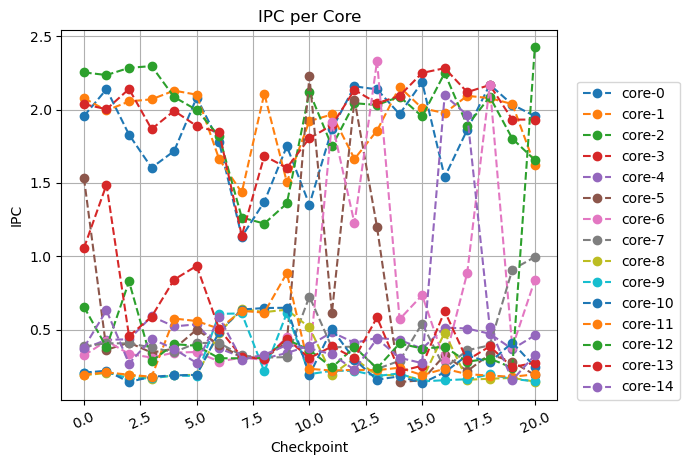 IPC per Core
IPC
2.5
2.0
1.5
1.0
0.5
0.0
2.5
5.0
7.5
10.0
12.5
15.0
17.5
20.0
Checkpoint
core-0
core-1
core-2
core-3
core-4
core-5
core-6
core-7
core-8
core-9
core-10
core-11
core-12
core-13
core-14